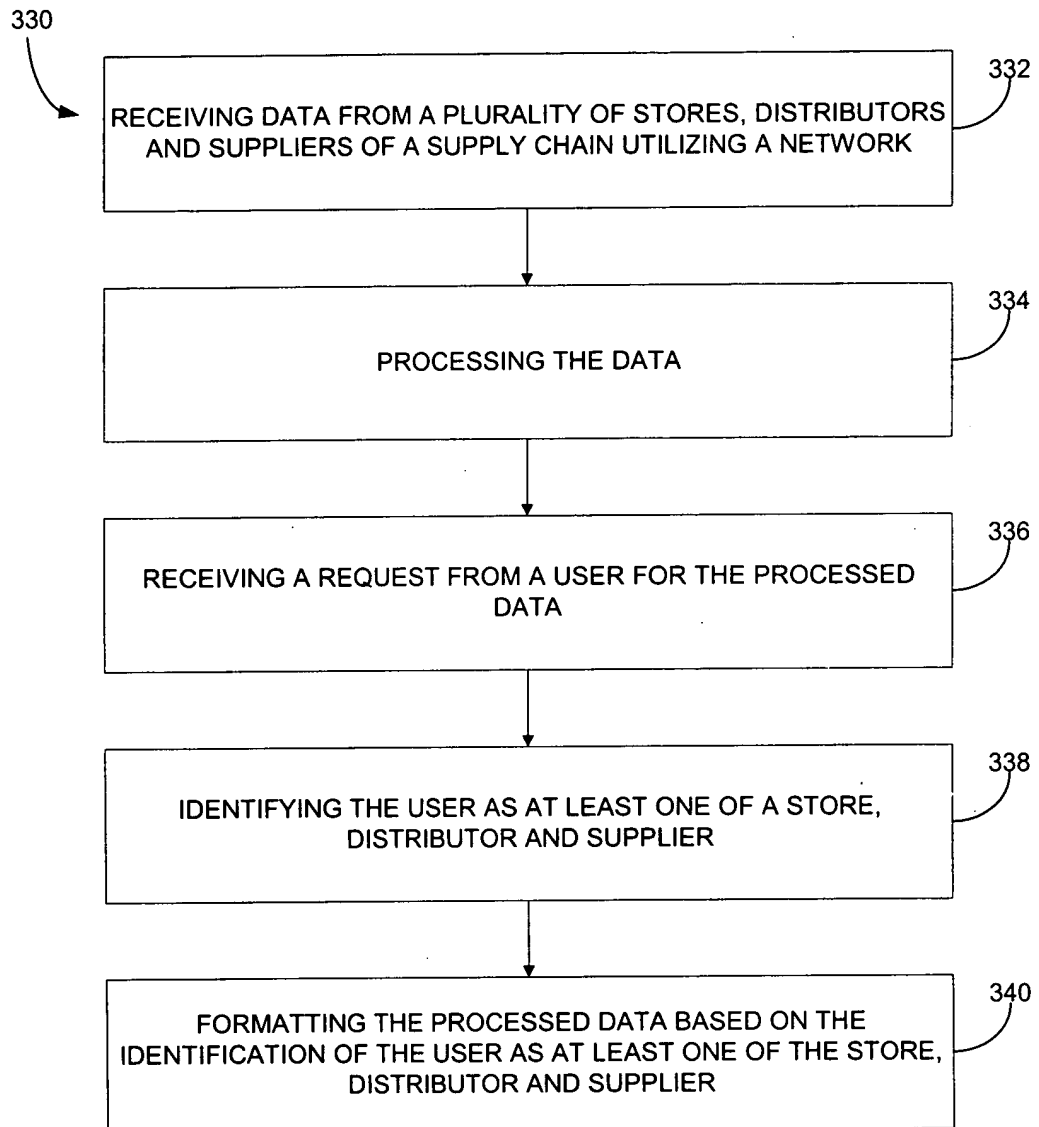 330
332
RECEIVING DATA FROM A PLURALITY OF STORES, DISTRIBUTORS
AND SUPPLIERS OF A SUPPLY CHAIN UTILIZING A NETWORK
334
PROCESSING THE DATA
336
RECEIVING A REQUEST FROM A USER FOR THE PROCESSED
DATA
338
IDENTIFYING THE USER AS AT LEAST ONE OF A STORE,
DISTRIBUTOR AND SUPPLIER
340
FORMATTING THE PROCESSED DATA BASED ON THE
IDENTIFICATION OF THE USER AS AT LEAST ONE OF THE STORE,
DISTRIBUTOR AND SUPPLIER